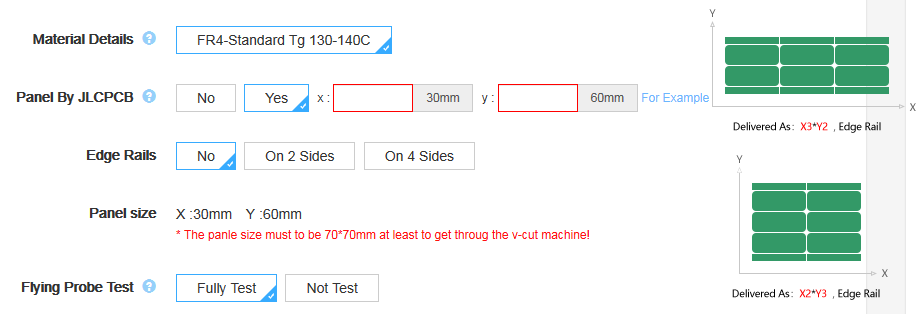 Material Details ? FR4-Standard Tg 130-140C
Panel By JLCPCB ? No Yes x : 30mm y : 60mm For Example
Edge Rails No On 2 Sides On 4 Sides
Panel size X :30mm Y :60mm
* The panle size must to be 70*70mm at least to get throug the v-cut machine!
Flying Probe Test ? Fully Test Not Test
Y
X
Delivered As: X3*Y2 , Edge Rail
Y
X
Delivered As: X2*Y3 , Edge Rail